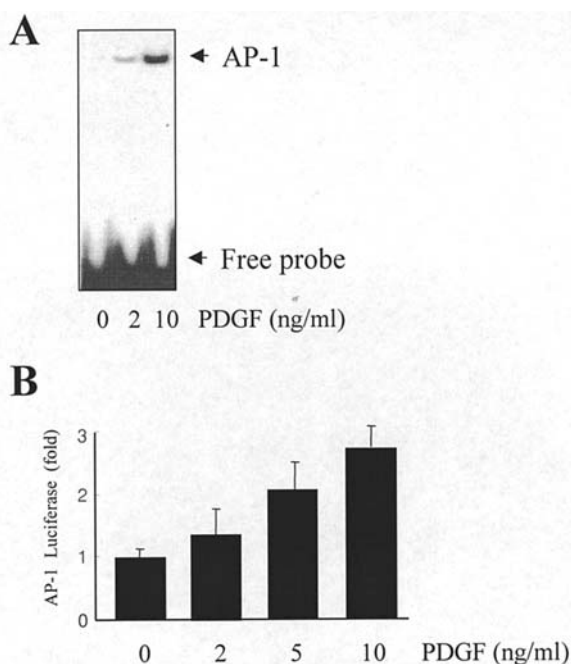 A
AP-1
Free probe
0 2 10 PDGF (ng/ml)
B
AP-1 Luciferase (fold)
3
2
1
0
0 2 5 10 PDGF (ng/ml)